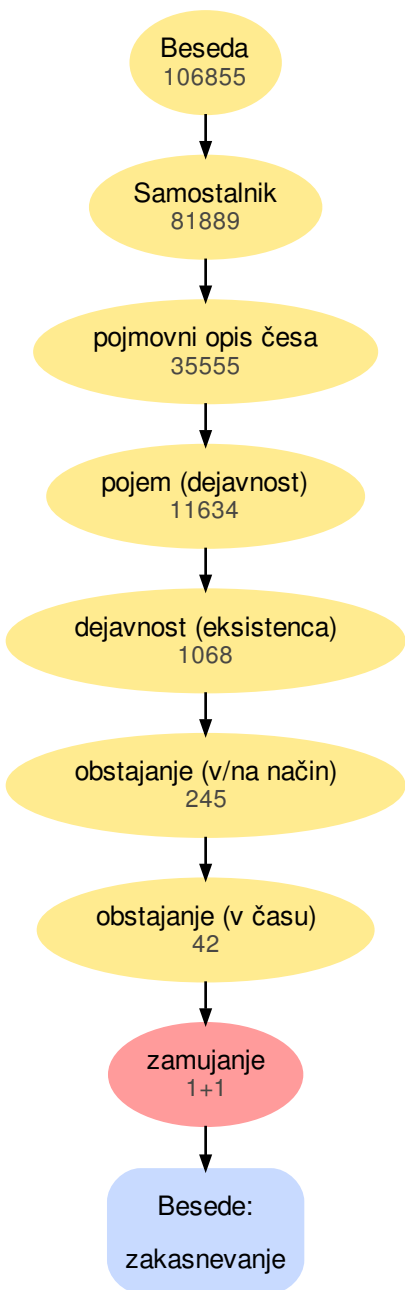 Beseda
106855
Samostalnik
81889
pojmovni opis česa
35555
pojem (dejavnost)
11634
dejavnost (eksistenca)
1068
obstajanje (v/na način)
245
obstajanje (v času)
42
zamujanje
1+1
Besede:
zakasnevanje